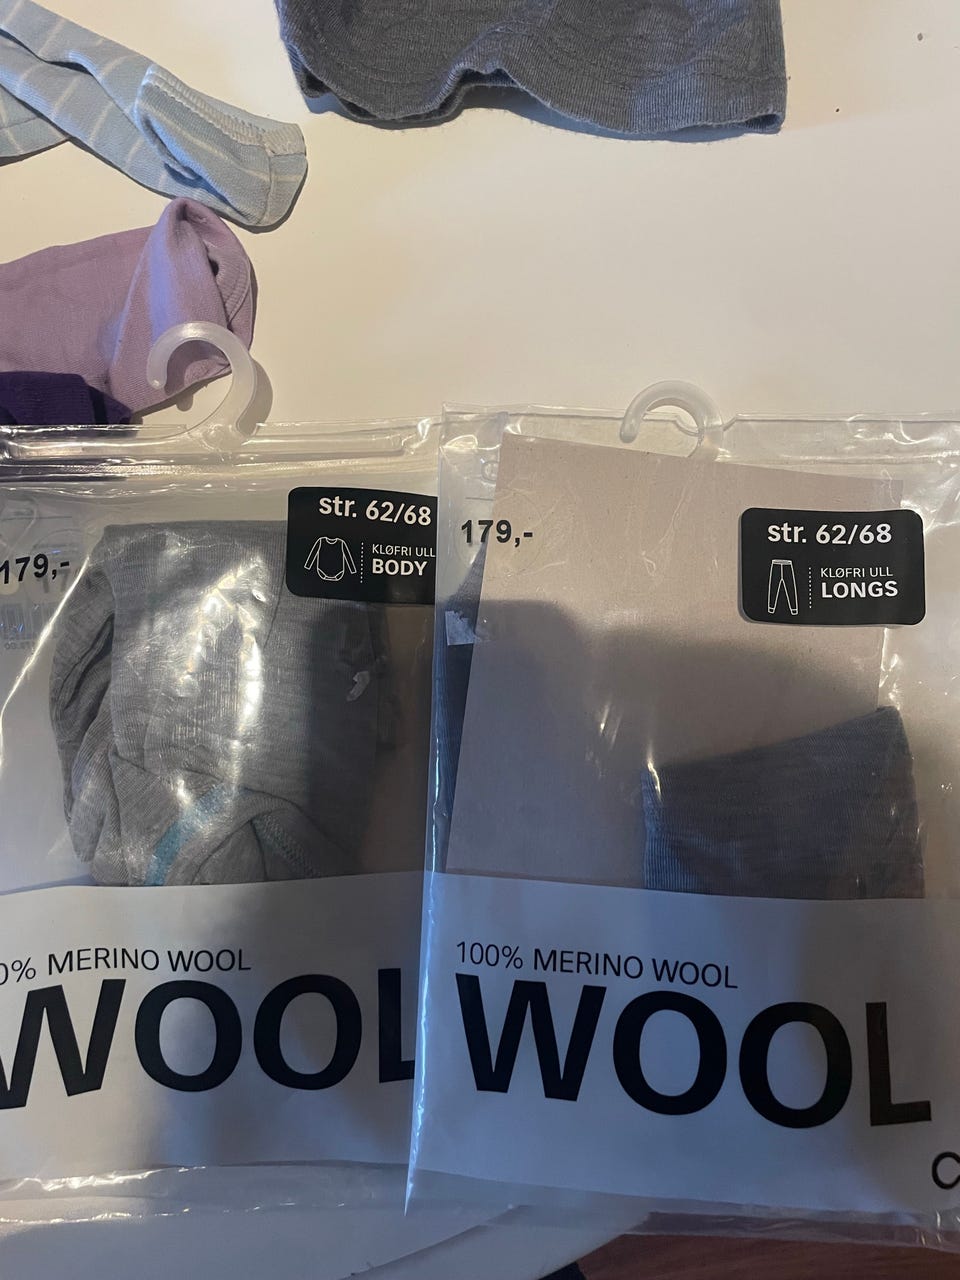 str. 62/68
KLØFRI ULL
BODY
179,-
0% MERINO WOOL
WOOL
str. 62/68
KLØFRI ULL
LONGS
179,-
100% MERINO WOOL
WOOL